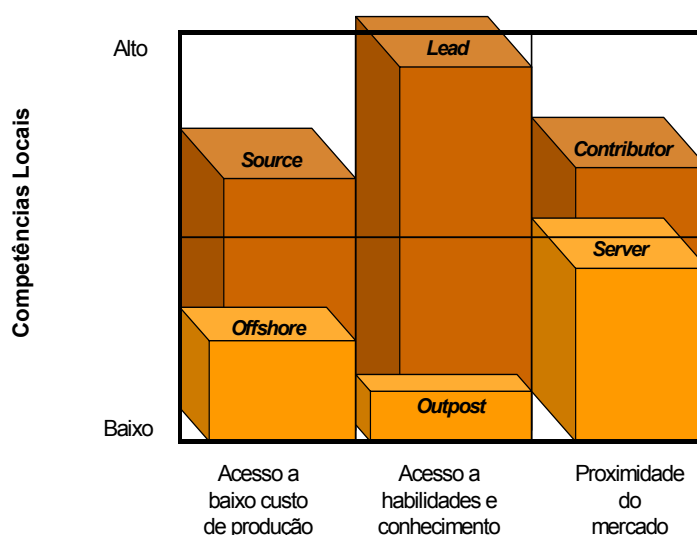 Alto
Lead
Source
Contributor
Competências Locais
Server
Offshore
Outpost
Baixo
Acesso a
baixo custo
de produção
Acesso a
habilidades e
conhecimento
Proximidade
do
mercado